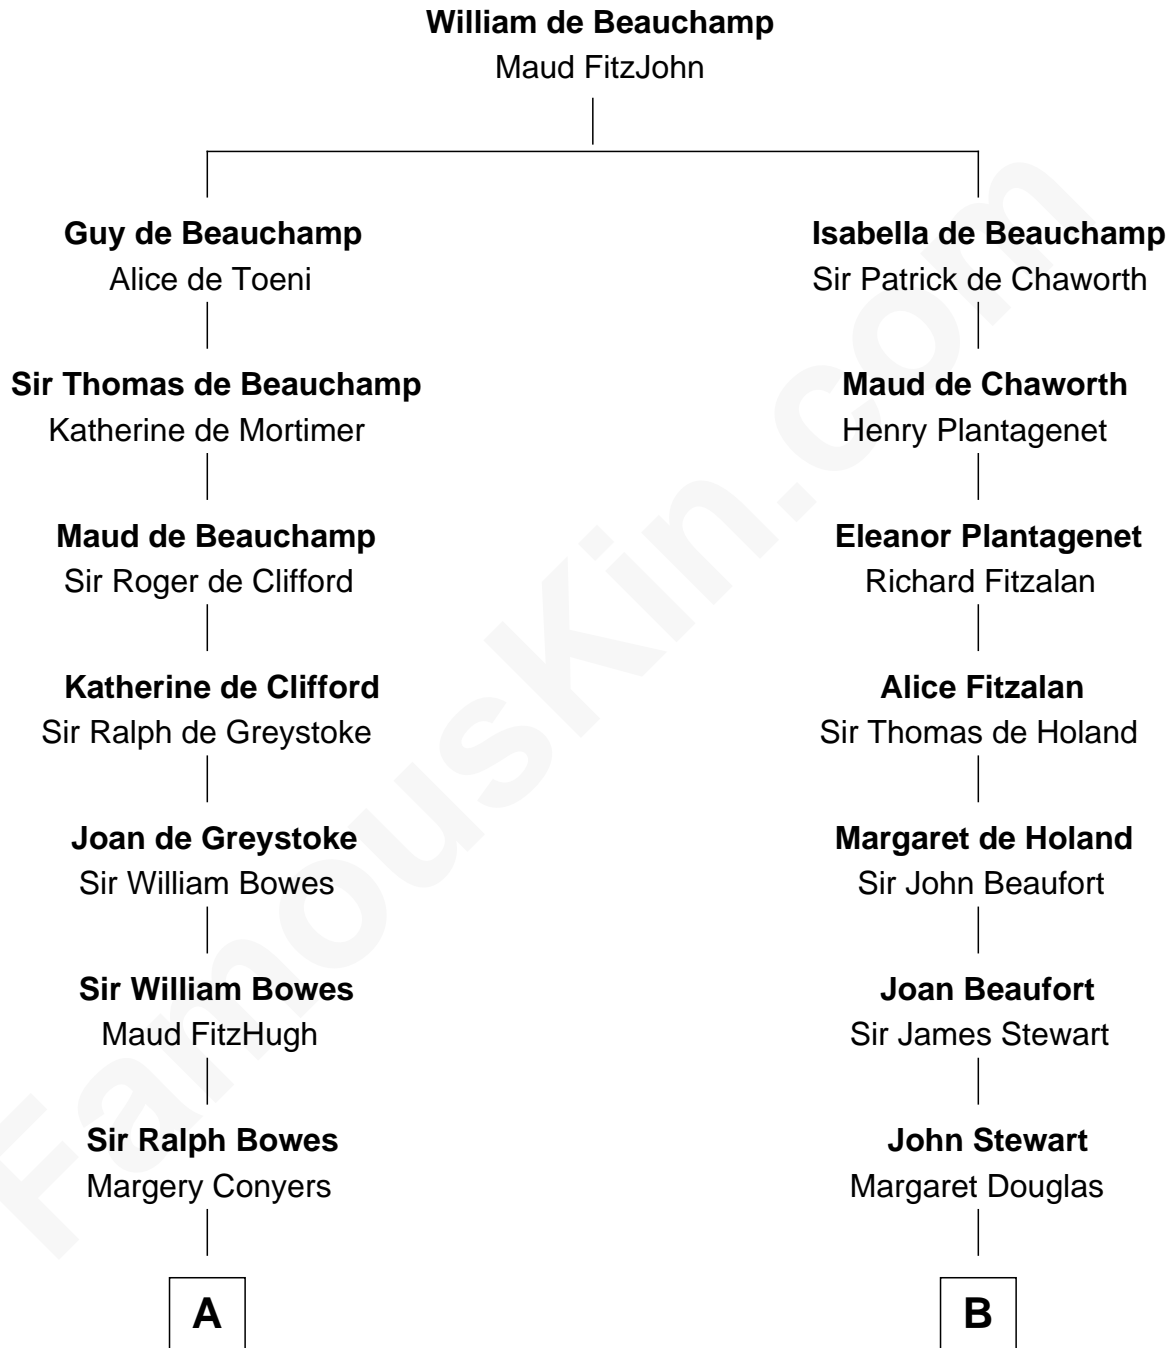 William de Beauchamp
Maud FitzJohn
Guy de Beauchamp
Alice de Toeni
Isabella de Beauchamp
Sir Patrick de Chaworth
Sir Thomas de Beauchamp
Katherine de Mortimer
Maud de Chaworth
Henry Plantagenet
Maud de Beauchamp
Sir Roger de Clifford
Eleanor Plantagenet
Richard Fitzalan
Katherine de Clifford
Sir Ralph de Greystoke
Alice Fitzalan
Sir Thomas de Holand
Joan de Greystoke
Sir William Bowes
Margaret de Holand
Sir John Beaufort
Sir William Bowes
Maud FitzHugh
Joan Beaufort
Sir James Stewart
Sir Ralph Bowes
Margery Conyers
John Stewart
Margaret Douglas
A
B
FamousKin.com